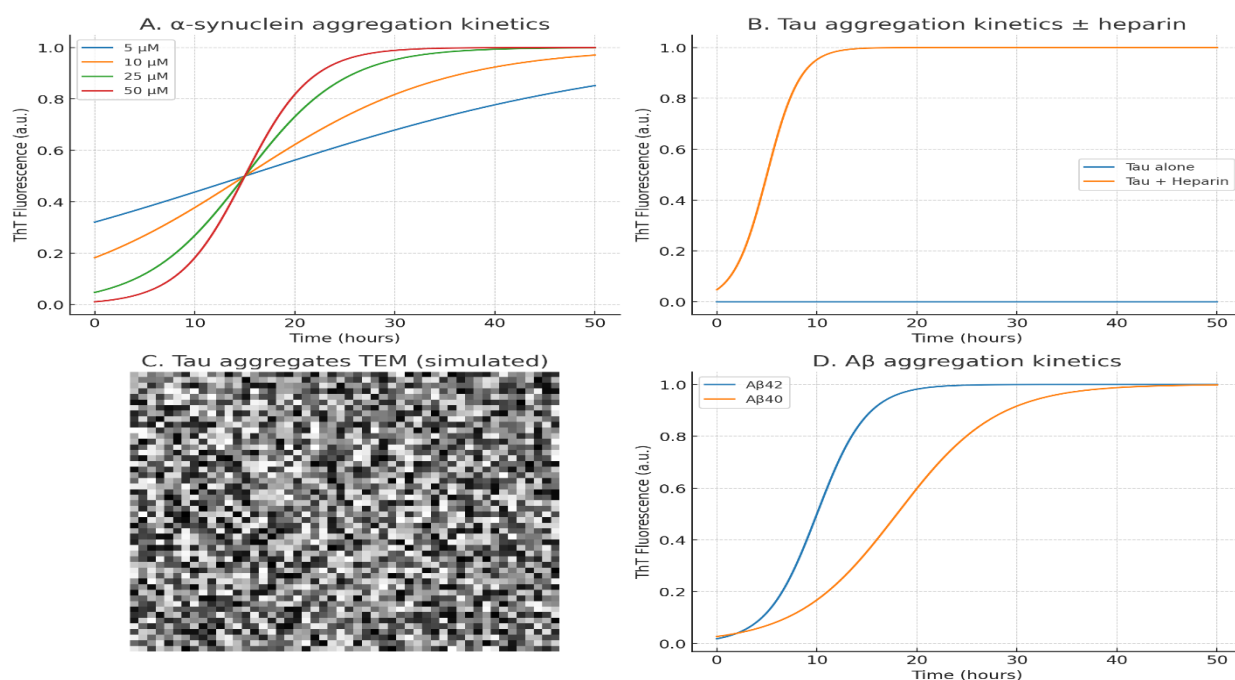 A. α-synuclein aggregation kinetics
ThT Fluorescence (a.u.)
1.0
0.8
0.6
0.4
0.2
0.0
5 μM
10 μM
25 μM
50 μM
0 10 20 30 40 50
Time (hours)
B. Tau aggregation kinetics ± heparin
ThT Fluorescence (a.u.)
1.0
0.8
0.6
0.4
0.2
0.0
Tau alone
Tau + Heparin
0 10 20 30 40 50
Time (hours)
C. Tau aggregates TEM (simulated)
D. Aβ aggregation kinetics
ThT Fluorescence (a.u.)
1.0
0.8
0.6
0.4
0.2
0.0
Aβ42
Aβ40
0 10 20 30 40 50
Time (hours)